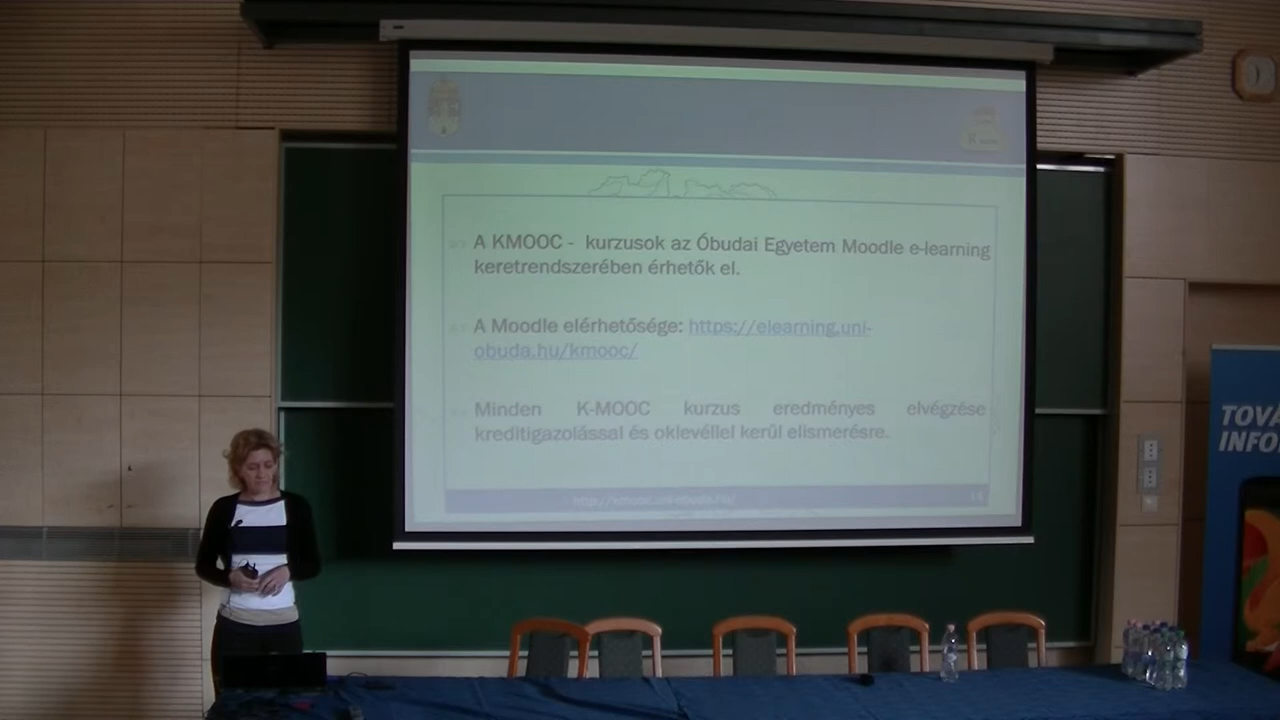 A KMOOC - kurzusok az Óbudai Egyetem Moodle e-learning
keretrendszerében érhetők el.
A Moodle elérhetősége: https://elearning.uni-
obuda.hu/kmooc/
Minden K-MOOC kurzus eredményes elvégzése
kreditigazolással és oklevéllel kerül elismerésre.
14
TOVÁ
INFO